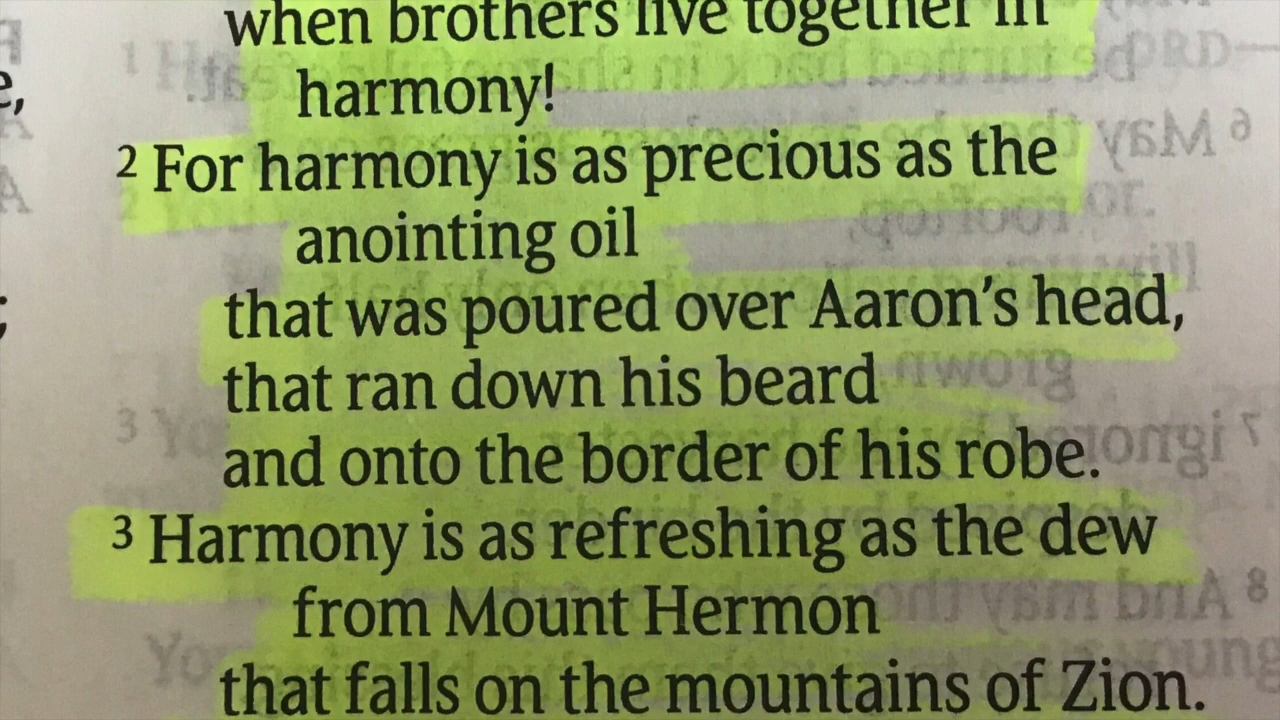 when brothers live together in
harmony!
2 For harmony is as precious as the
anointing oil
that was poured over Aaron’s head,
that ran down his beard
and onto the border of his robe.
3 Harmony is as refreshing as the dew
from Mount Hermon
that falls on the mountains of Zion.